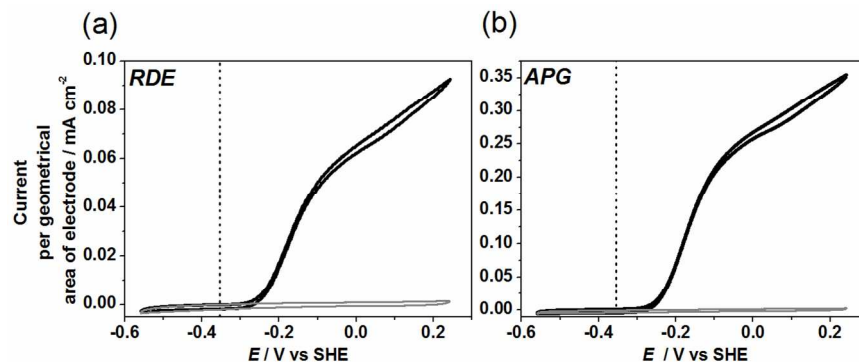 (a)
RDE
0.10
0.08
0.06
0.04
0.02
0.00
-0.6
-0.4
-0.2
0.0
0.2
E / V vs SHE
Current
per geometrical
area of electrode / mA cm-2
(b)
APG
0.35
0.30
0.25
0.20
0.15
0.10
0.05
0.00
-0.6
-0.4
-0.2
0.0
0.2
E / V vs SHE